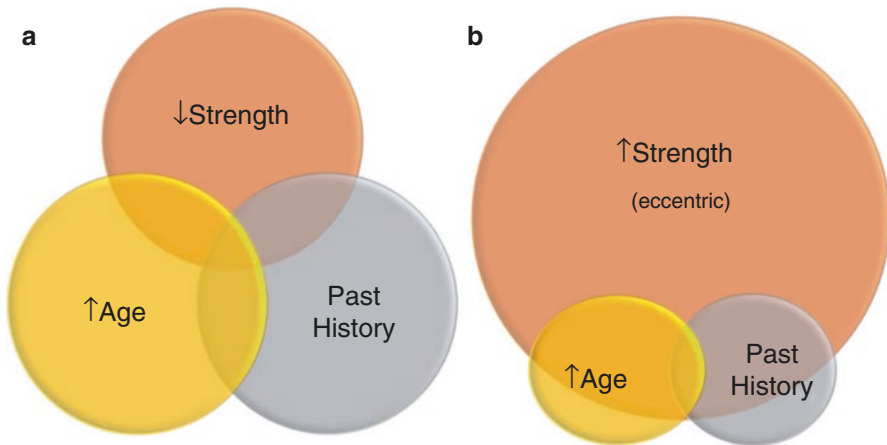 a
↓Strength
↑Age
Past
History
b
↑Strength
(eccentric)
↑Age
Past
History